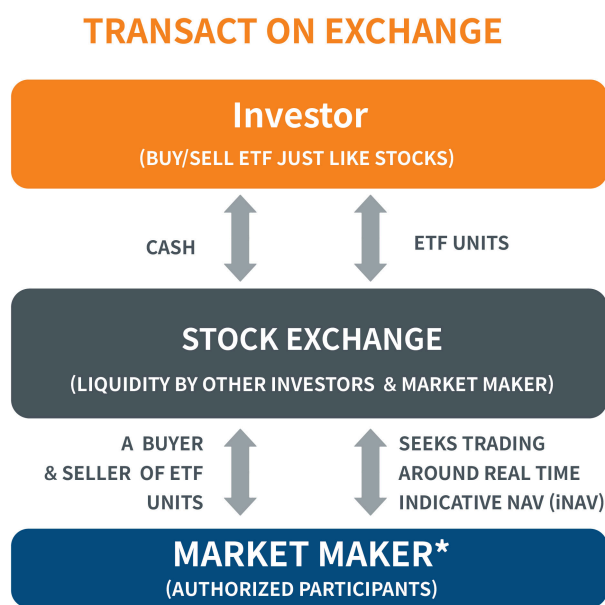 TRANSACT ON EXCHANGE
Investor
(BUY/SELL ETF JUST LIKE STOCKS)
CASH
ETF UNITS
STOCK EXCHANGE
(LIQUIDITY BY OTHER INVESTORS & MARKET MAKER)
A BUYER
& SELLER OF ETF
UNITS
SEEKS TRADING
AROUND REAL TIME
INDICATIVE NAV (iNAV)
MARKET MAKER*
(AUTHORIZED PARTICIPANTS)